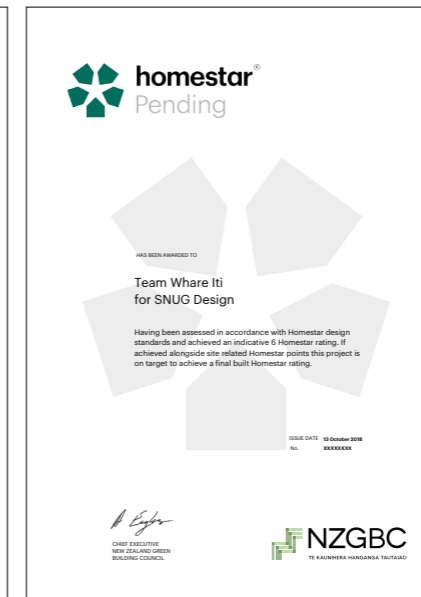 homestar®
Pending
HAS BEEN AWARDED TO
Team Whare Iti
for SNUG Design
Having been assessed in accordance with Homestar design
standards and achieved an indicative 6 Homestar rating. If
achieved alongside site related Homestar points this project is
on target to achieve a final built Homestar rating.
ISSUE DATE 13 October 2018
No. XXXXXXXX
A Eagles
CHIEF EXECUTIVE
NEW ZEALAND GREEN
BUILDING COUNCIL
NZGBC
TE KAUNIHERA HANGANGA TAUTAIAO